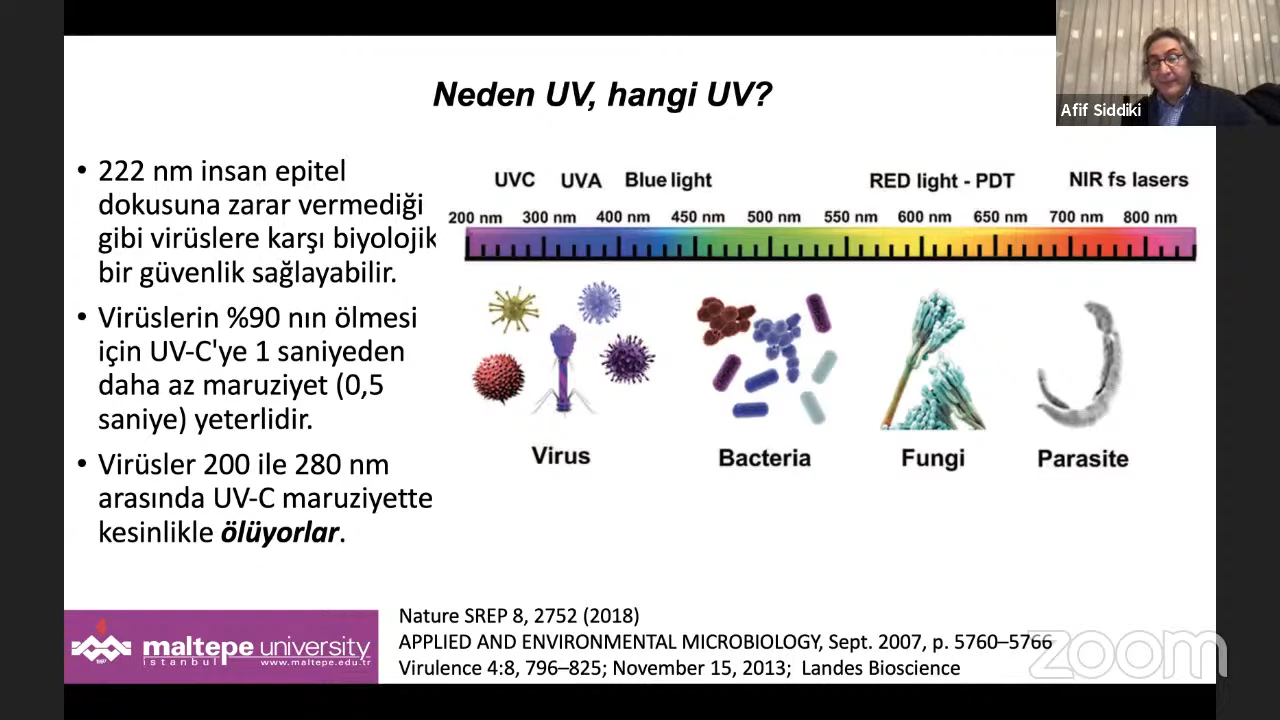 Neden UV, hangi UV?
Afif Siddiki
• 222 nm insan epitel
dokusuna zarar vermediği
gibi virüslere karşı biyolojik
bir güvenlik sağlayabilir.
• Virüslerin %90 nın ölmesi
için UV-C'ye 1 saniyeden
daha az maruziyet (0,5
saniye) yeterlidir.
• Virüsler 200 ile 280 nm
arasında UV-C maruziyette
kesinlikle ölüyorlar.
UVC UVA Blue light RED light - PDT NIR fs lasers
200 nm 300 nm 400 nm 450 nm 500 nm 550 nm 600 nm 650 nm 700 nm 800 nm
Virus Bacteria Fungi Parasite
maltepe university
istanbul www.maltepe.edu.tr
Nature SREP 8, 2752 (2018)
APPLIED AND ENVIRONMENTAL MICROBIOLOGY, Sept. 2007, p. 5760–5766
Virulence 4:8, 796–825; November 15, 2013; Landes Bioscience
zoom